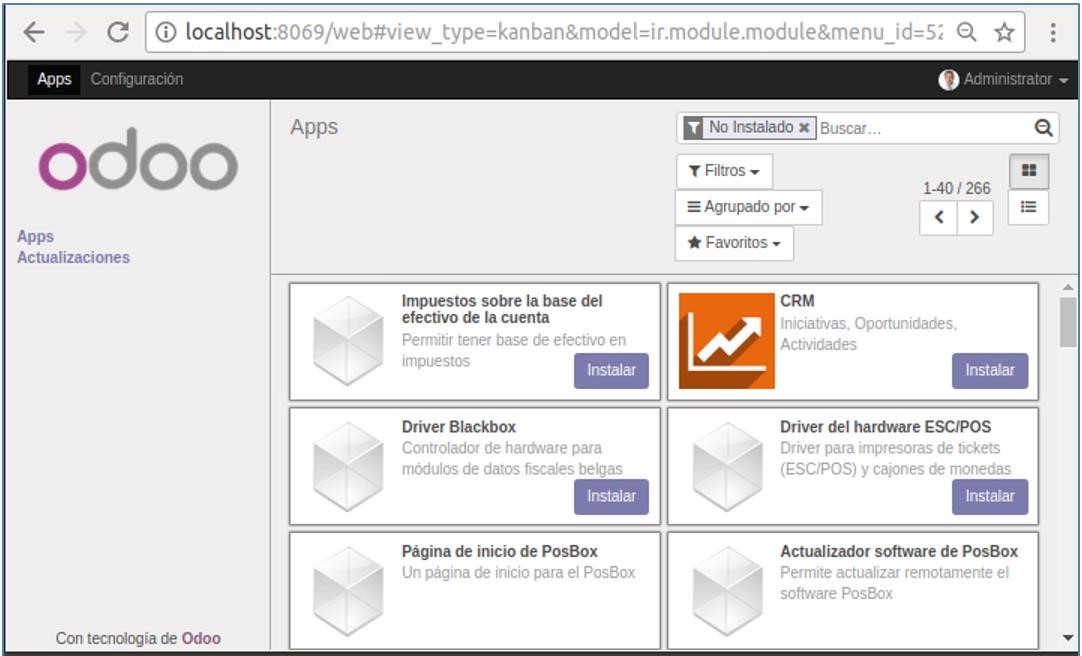 localhost:8069/web#view_type=kanban&model=ir.module.module&menu_id=52
Apps Configuración Administrator
odoo
Apps
Actualizaciones
Apps
No Instalado Buscar...
Filtros
Agrupado por
Favoritos
1-40 / 266
Impuestos sobre la base del
efectivo de la cuenta
Permitir tener base de efectivo en
impuestos
Instalar
CRM
Iniciativas, Oportunidades,
Actividades
Instalar
Driver Blackbox
Controlador de hardware para
módulos de datos fiscales belgas
Instalar
Driver del hardware ESC/POS
Driver para impresoras de tickets
(ESC/POS) y cajones de monedas
Instalar
Página de inicio de PosBox
Un página de inicio para el PosBox
Actualizador software de PosBox
Permite actualizar remotamente el
software PosBox
Con tecnología de Odoo